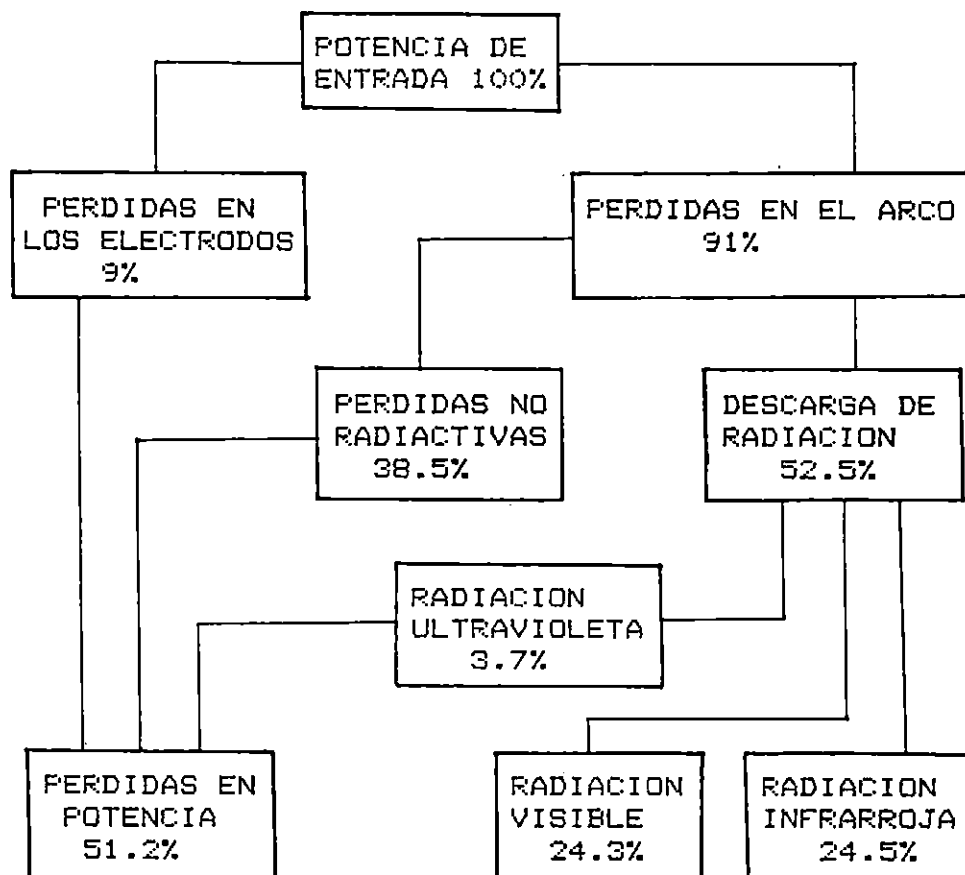 POTENCIA DE
ENTRADA 100%
PERDIDAS EN
LOS ELECTRODOS
9%
PERDIDAS EN EL ARCO
91%
PERDIDAS NO
RADIACTIVAS
38.5%
DESCARGA DE
RADIACION
52.5%
RADIACION
ULTRAVIOLETA
3.7%
PERDIDAS EN
POTENCIA
51.2%
RADIACION
VISIBLE
24.3%
RADIACION
INFRARROJA
24.5%